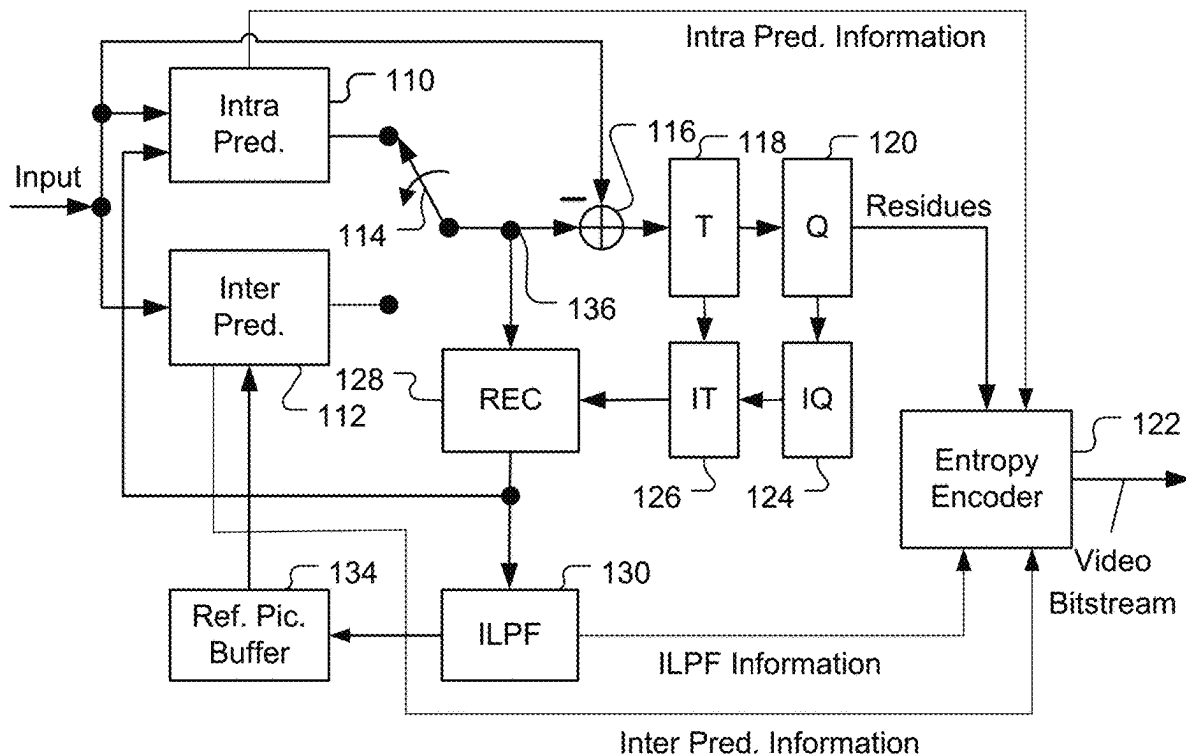 Intra Pred. Information
110
Intra
Pred.
116
118
120
Input
114
T
Q
Residues
Inter
Pred.
136
128
REC
IT
IQ
112
122
126
124
Entropy
Encoder
134
130
Video
Bitstream
Ref. Pic.
Buffer
ILPF
ILPF Information
Inter Pred. Information